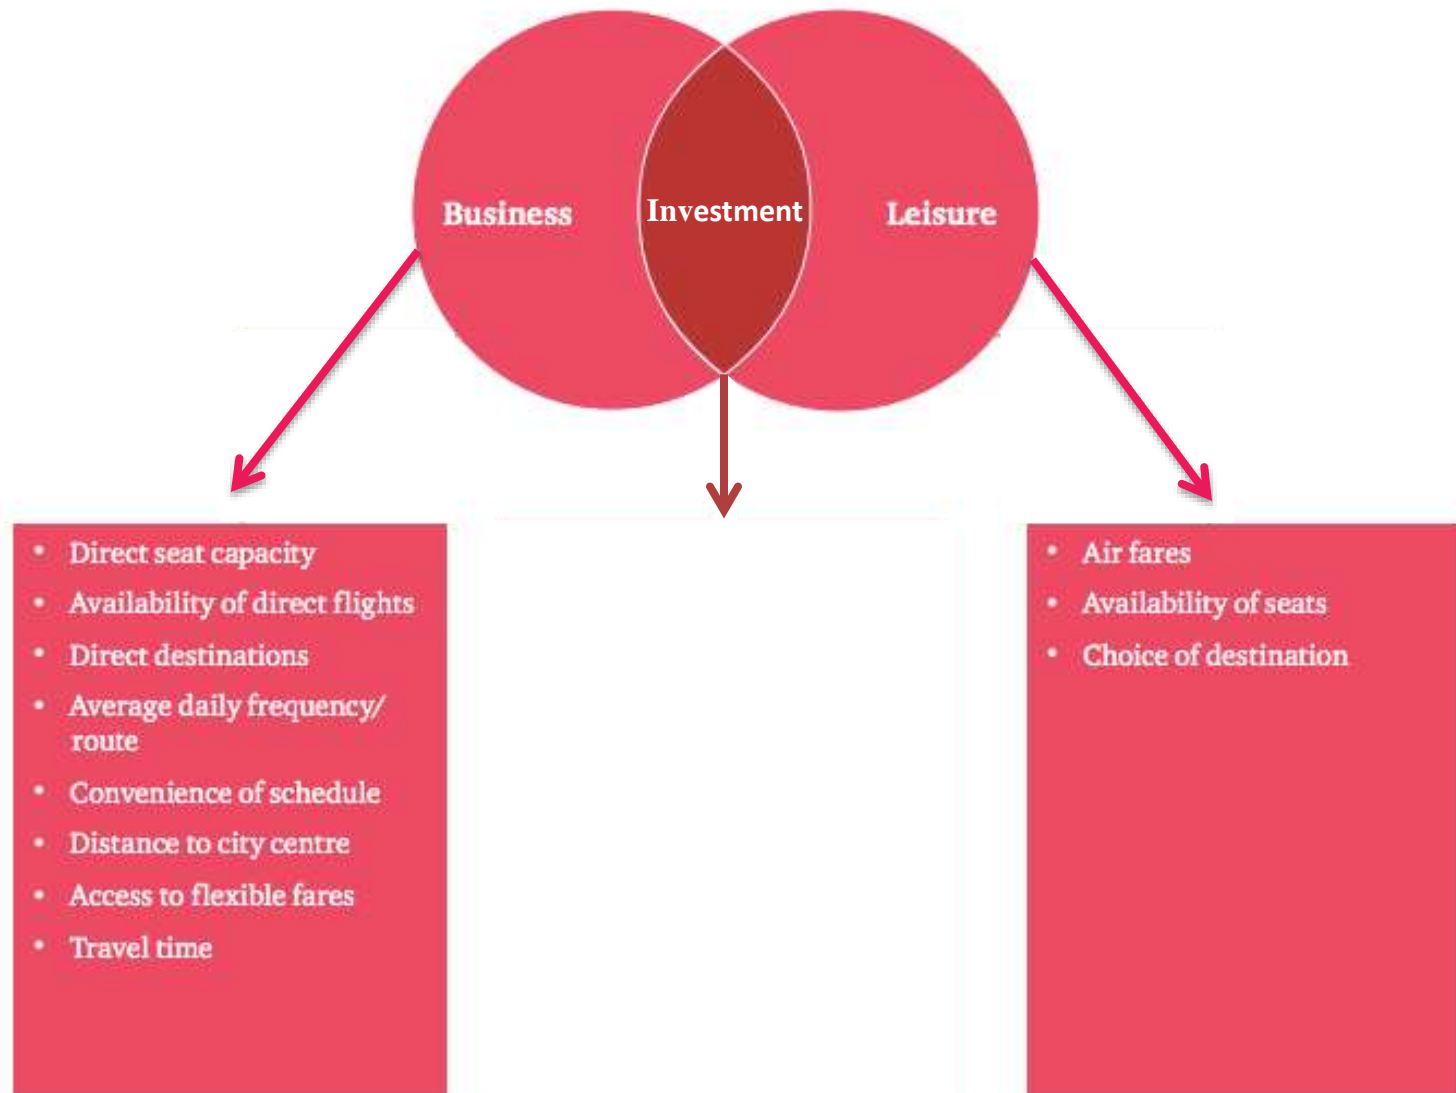 Business
Investment
Leisure
• Direct seat capacity
• Availability of direct flights
• Direct destinations
• Average daily frequency/
route
• Convenience of schedule
• Distance to city centre
• Access to flexible fares
• Travel time
• Air fares
• Availability of seats
• Choice of destination